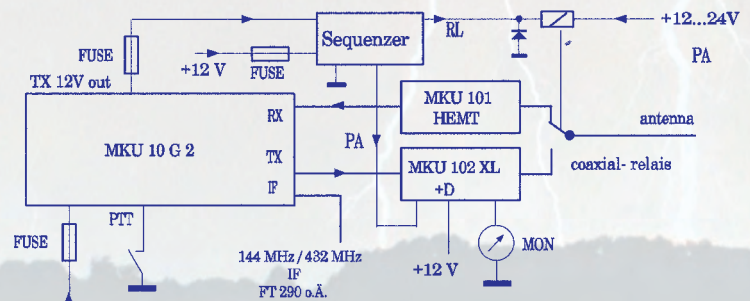 Sequenzer
RL
+12...24V
PA
FUSE
+12 V
FUSE
TX 12V out
MKU 10 G 2
RX
TX
IF
PA
MKU 101
HEMT
MKU 102 XL
+D
antenna
coaxial- relais
FUSE
PTT
144 MHz / 432 MHz
IF
FT 290 o.Ä.
+12 V
MON